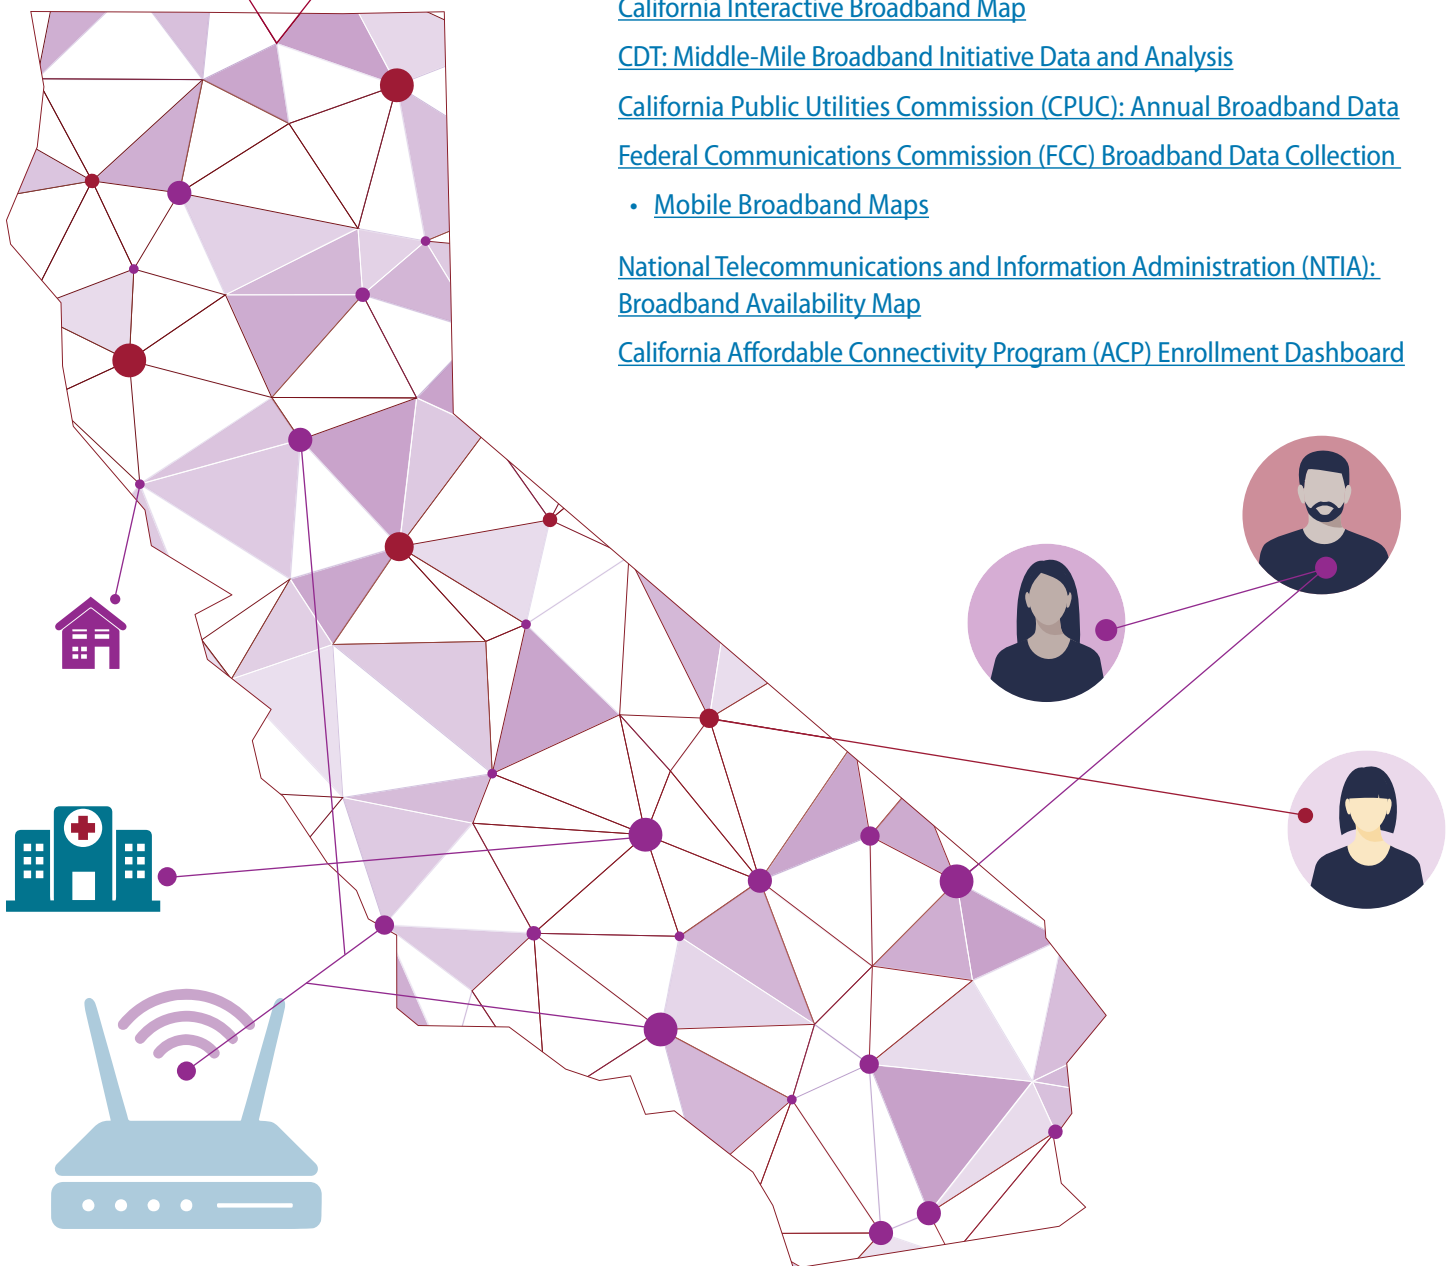 California Interactive Broadband Map
CDT: Middle-Mile Broadband Initiative Data and Analysis
California Public Utilities Commission (CPUC): Annual Broadband Data
Federal Communications Commission (FCC) Broadband Data Collection
• Mobile Broadband Maps
National Telecommunications and Information Administration (NTIA):
Broadband Availability Map
California Affordable Connectivity Program (ACP) Enrollment Dashboard